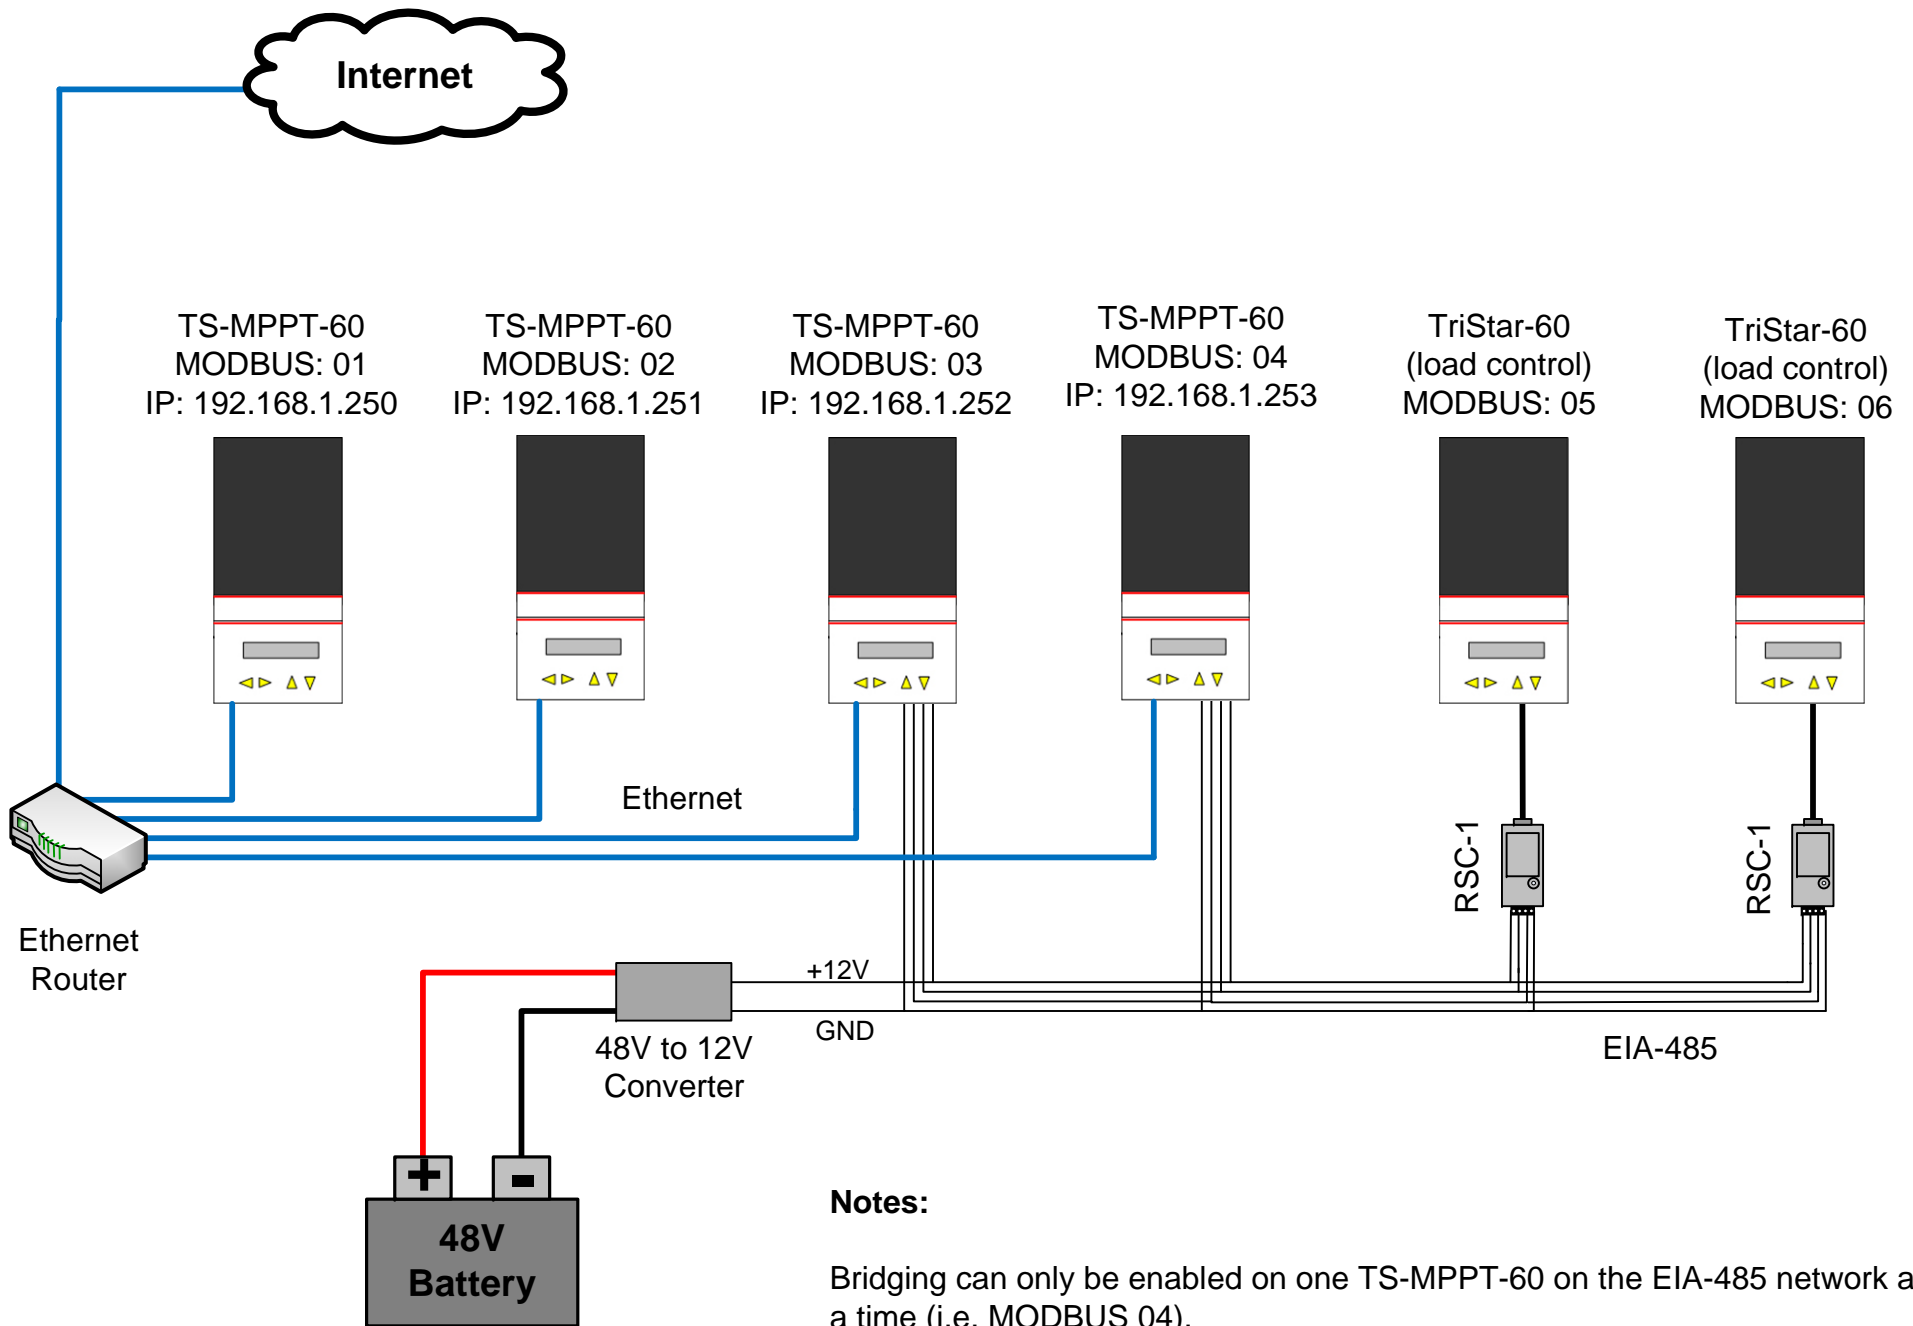 Internet
TS-MPPT-60
MODBUS: 01
IP: 192.168.1.250
TS-MPPT-60
MODBUS: 02
IP: 192.168.1.251
TS-MPPT-60
MODBUS: 03
IP: 192.168.1.252
TS-MPPT-60
MODBUS: 04
IP: 192.168.1.253
TriStar-60
(load control)
MODBUS: 05
TriStar-60
(load control)
MODBUS: 06
Ethernet
RSC-1
RSC-1
Ethernet
Router
+12V
GND
48V to 12V
Converter
EIA-485
+
-
48V
Battery
Notes:
Bridging can only be enabled on one TS-MPPT-60 on the EIA-485 network a
a time (i.e. MODBUS 04).